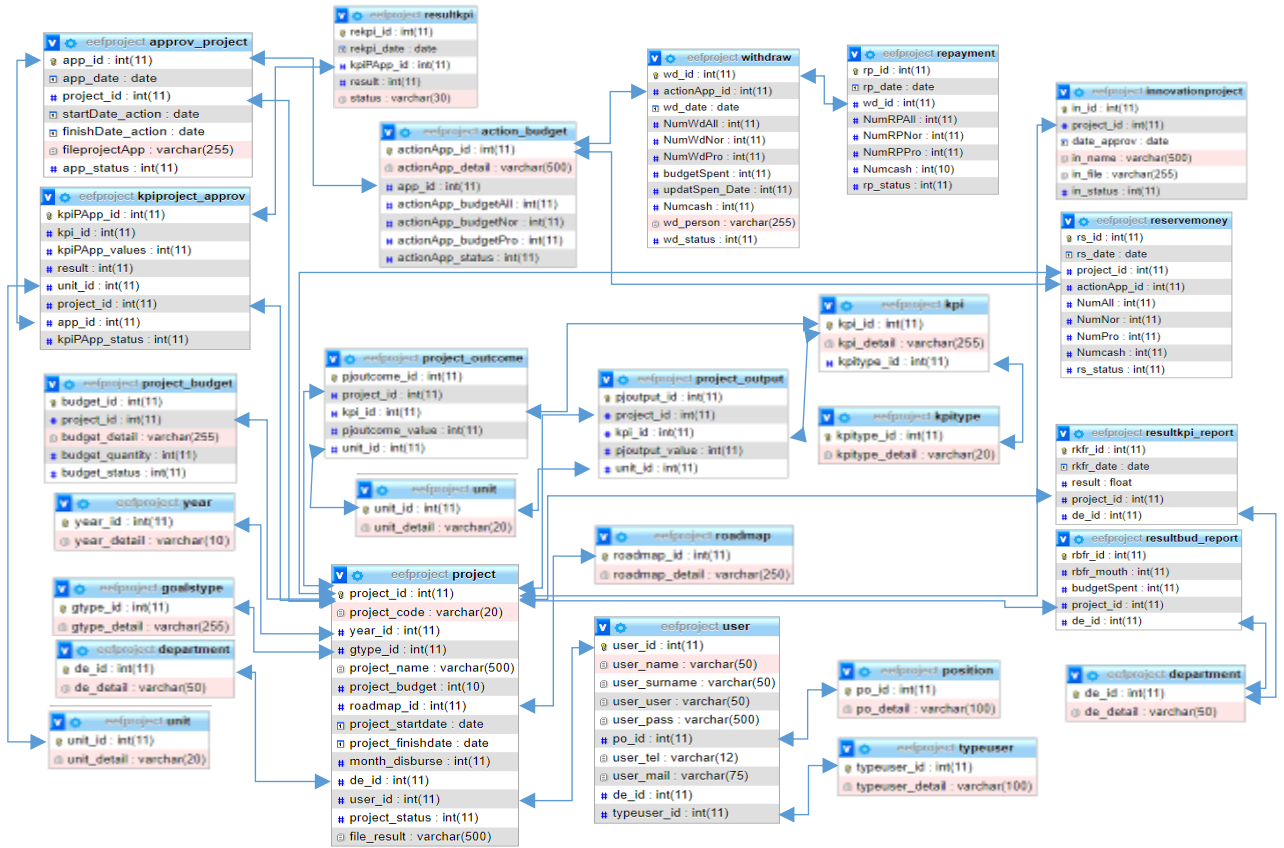 eefproject approv_project
app_id : int(11)
app_date : date
project_id : int(11)
startDate_action : date
finishDate_action : date
fileprojectApp : varchar(255)
app_status : int(11)
eefproject kpiproject_approv
kpiPApp_id : int(11)
kpi_id : int(11)
kpiPApp_values : int(11)
result : int(11)
unit_id : int(11)
project_id : int(11)
app_id : int(11)
kpiPApp_status : int(11)
eefproject project_budget
budget_id : int(11)
project_id : int(11)
budget_detail : varchar(255)
budget_quantity : int(11)
budget_status : int(11)
eefproject year
year_id : int(11)
year_detail : varchar(10)
eefproject goalstype
gtype_id : int(11)
gtype_detail : varchar(255)
eefproject department
de_id : int(11)
de_detail : varchar(50)
eefproject unit
unit_id : int(11)
unit_detail : varchar(20)
eefproject resultkpi
rekpi_id : int(11)
rekpi_date : date
kpiPApp_id : int(11)
result : int(11)
status : varchar(30)
eefproject action_budget
actionApp_id : int(11)
actionApp_detail : varchar(500)
app_id : int(11)
actionApp_budgetAll : int(11)
actionApp_budgetNor : int(11)
actionApp_budgetPro : int(11)
actionApp_status : int(11)
eefproject project_outcome
pjoutcome_id : int(11)
project_id : int(11)
kpi_id : int(11)
pjoutcome_value : int(11)
unit_id : int(11)
eefproject unit
unit_id : int(11)
unit_detail : varchar(20)
eefproject project
project_id : int(11)
project_code : varchar(20)
year_id : int(11)
gtype_id : int(11)
project_name : varchar(500)
project_budget : int(10)
roadmap_id : int(11)
project_startdate : date
project_finishdate : date
month_disburse : int(11)
de_id : int(11)
user_id : int(11)
project_status : int(11)
file_result : varchar(500)
eefproject withdraw
wd_id : int(11)
actionApp_id : int(11)
wd_date : date
NumWdAll : int(11)
NumWdNor : int(11)
NumWdPro : int(11)
budgetSpent : int(11)
updatSpen_Date : int(11)
Numcash : int(11)
wd_person : varchar(255)
wd_status : int(11)
eefproject project_output
pjoutput_id : int(11)
project_id : int(11)
kpi_id : int(11)
pjoutput_value : int(11)
unit_id : int(11)
eefproject roadmap
roadmap_id : int(11)
roadmap_detail : varchar(250)
eefproject user
user_id : int(11)
user_name : varchar(50)
user_surname : varchar(50)
user_user : varchar(50)
user_pass : varchar(500)
po_id : int(11)
user_tel : varchar(12)
user_mail : varchar(75)
de_id : int(11)
typeuser_id : int(11)
eefproject repayment
rp_id : int(11)
rp_date : date
wd_id : int(11)
NumRPAll : int(11)
NumRPNor : int(11)
NumRPPro : int(11)
Numcash : int(10)
rp_status : int(11)
eefproject kpi
kpi_id : int(11)
kpi_detail : varchar(255)
kpitype_id : int(11)
eefproject kpitype
kpitype_id : int(11)
kpitype_detail : varchar(20)
eefproject position
po_id : int(11)
po_detail : varchar(100)
eefproject typeuser
typeuser_id : int(11)
typeuser_detail : varchar(100)
eefproject innovationproject
in_id : int(11)
project_id : int(11)
date_approv : date
in_name : varchar(500)
in_file : varchar(255)
in_status : int(11)
eefproject reservemoney
rs_id : int(11)
rs_date : date
project_id : int(11)
actionApp_id : int(11)
NumAll : int(11)
NumNor : int(11)
NumPro : int(11)
Numcash : int(11)
rs_status : int(11)
eefproject resultkpi_report
rkfr_id : int(11)
rkfr_date : date
result : float
project_id : int(11)
de_id : int(11)
eefproject resultbud_report
rbfr_id : int(11)
rbfr_mouth : int(11)
budgetSpent : int(11)
project_id : int(11)
de_id : int(11)
eefproject department
de_id : int(11)
de_detail : varchar(50)